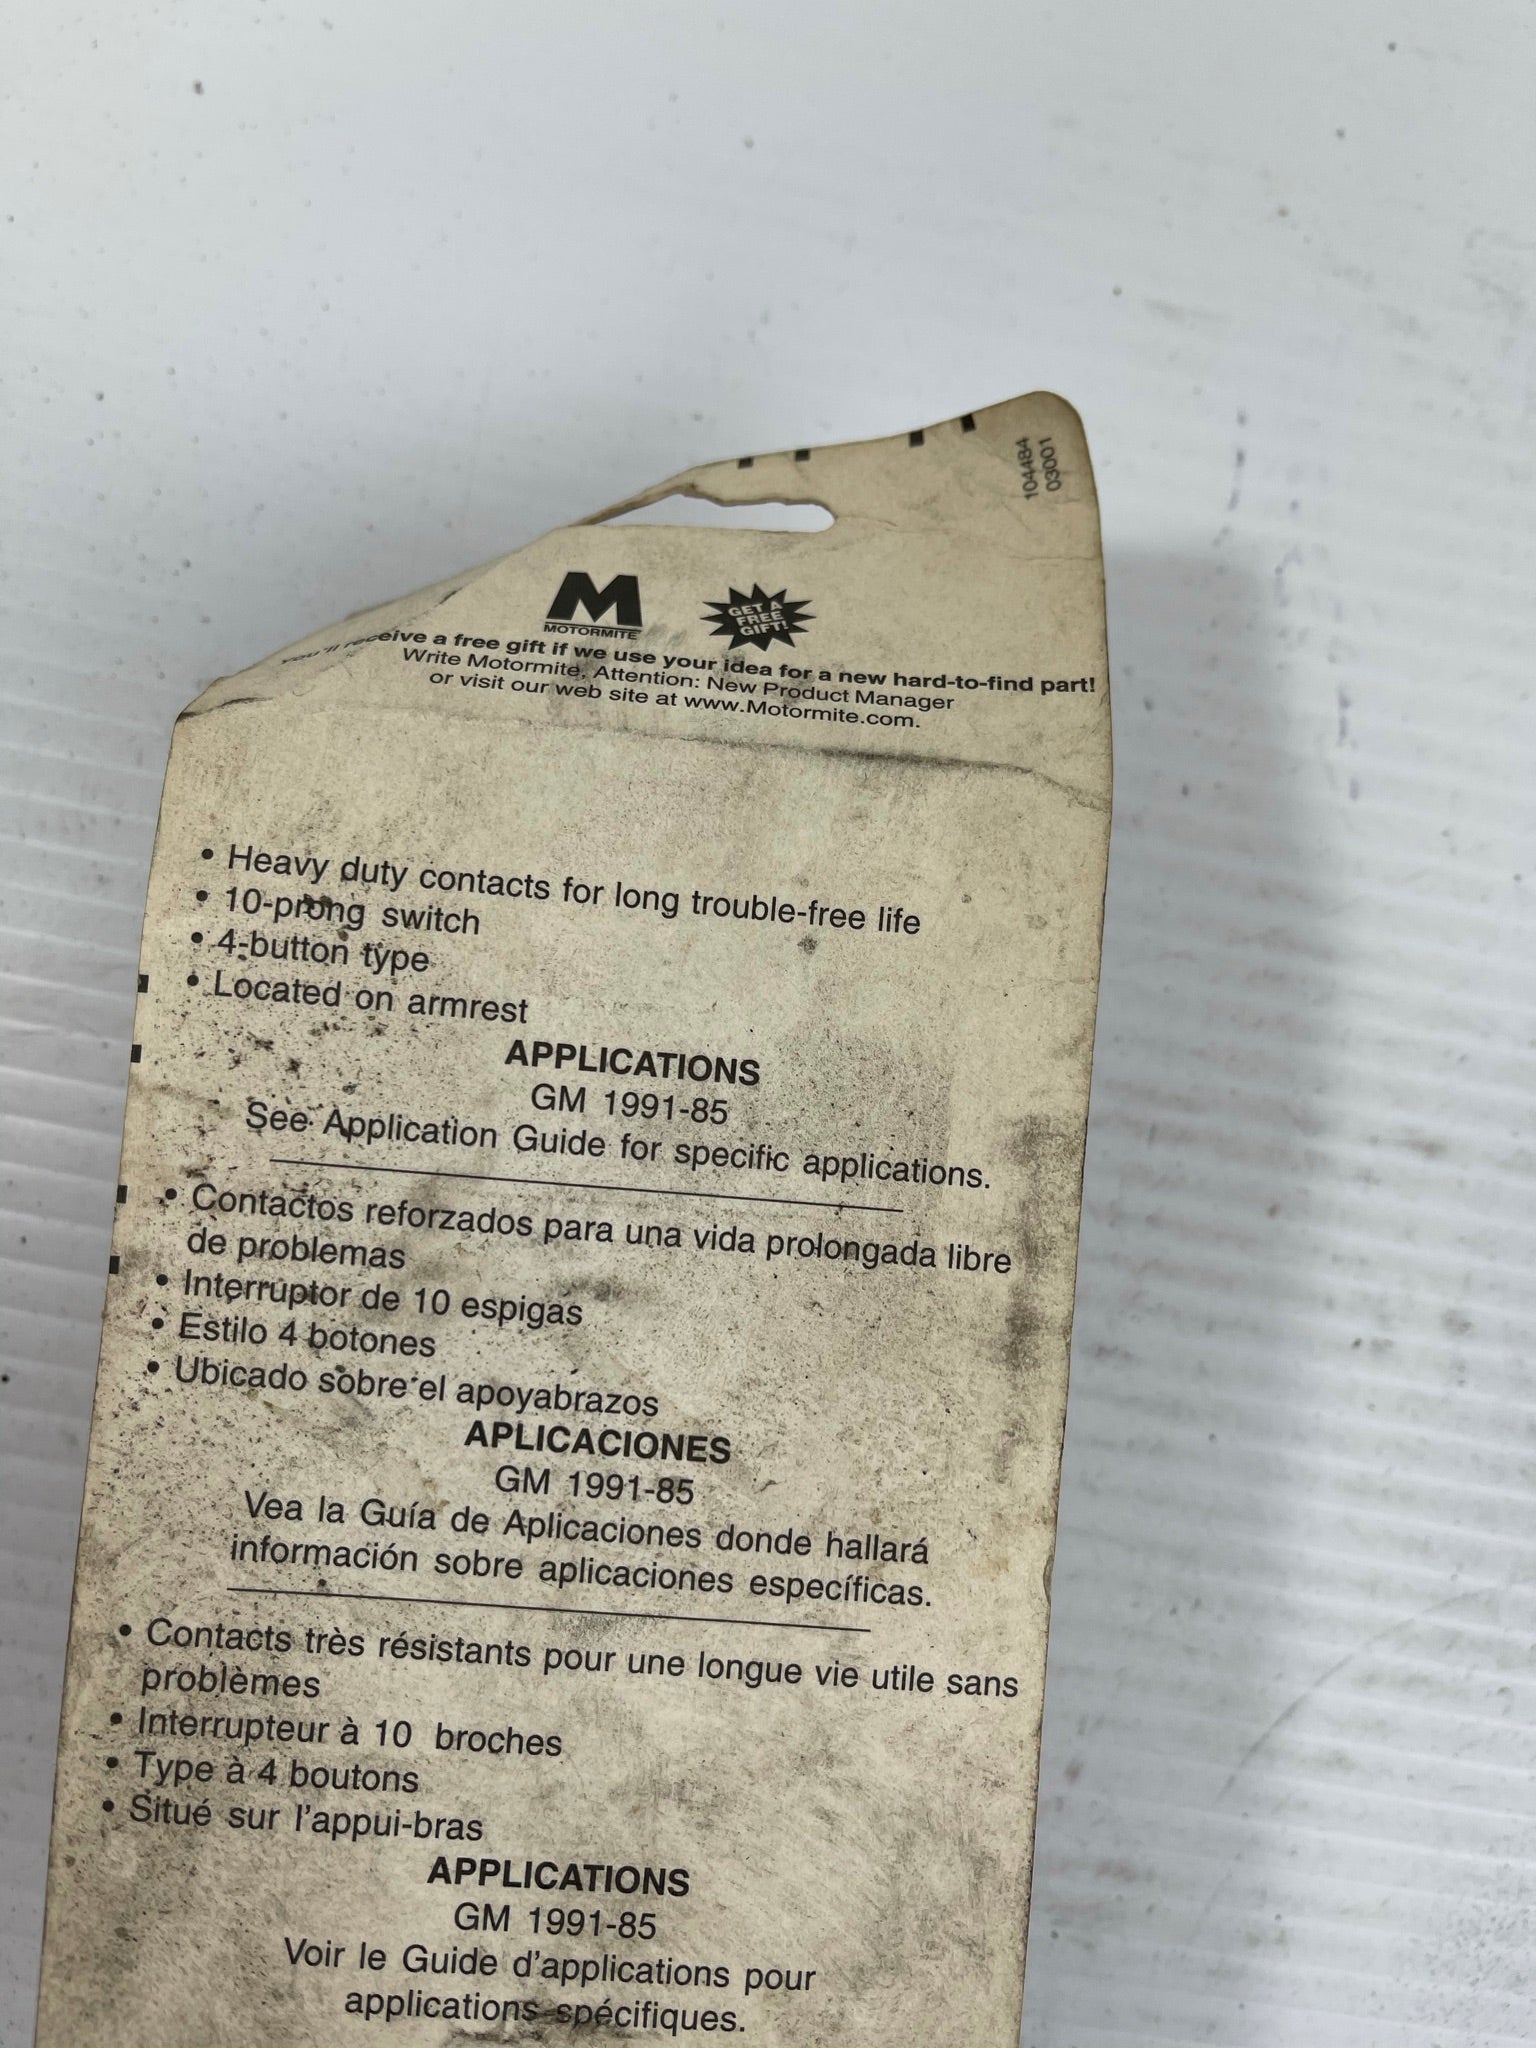 104484
03001
M
MOTORMITE
GET A
FREE
GIFT!
You'll receive a free gift if we use your idea for a new hard-to-find part!
Write Motormite, Attention: New Product Manager
or visit our web site at www.Motormite.com.
• Heavy duty contacts for long trouble-free life
• 10-prong switch
• 4-button type
• Located on armrest
APPLICATIONS
GM 1991-85
See Application Guide for specific applications.
• Contactos reforzados para una vida prolongada libre
de problemas
• Interruptor de 10 espigas
• Estilo 4 botones
• Ubicado sobre el apoyabrazos
APLICACIONES
GM 1991-85
Vea la Guía de Aplicaciones donde hallará
información sobre aplicaciones específicas.
• Contacts très résistants pour une longue vie utile sans
problèmes
• Interrupteur à 10 broches
• Type à 4 boutons
• Situé sur l'appui-bras
APPLICATIONS
GM 1991-85
Voir le Guide d'applications pour
applications spécifiques.